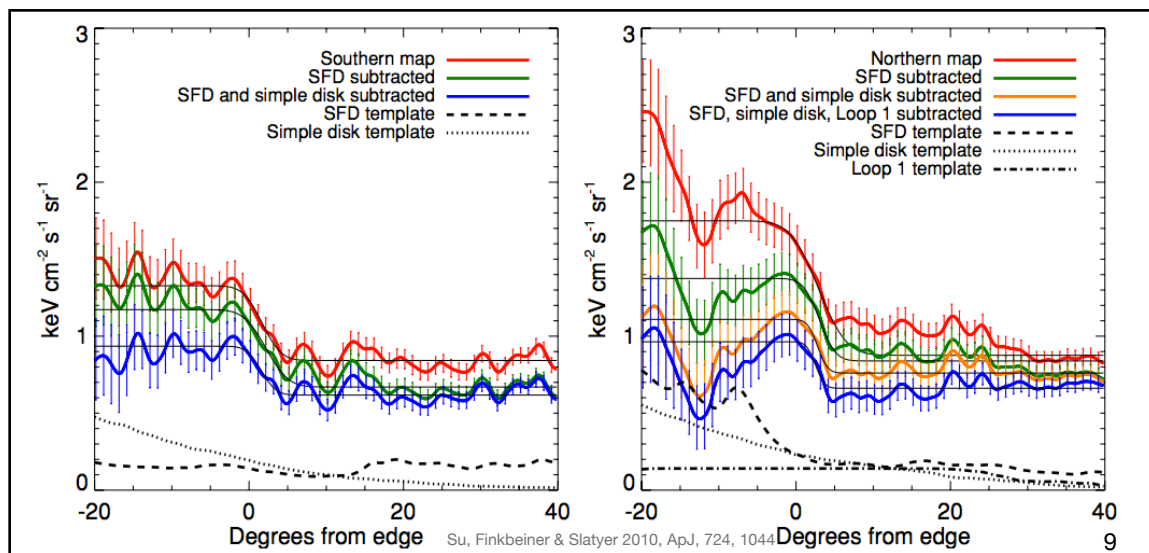 3
2
1
0
-20
0
20
40
keV cm-2 s-1 sr-1
Southern map
SFD subtracted
SFD and simple disk subtracted
SFD template
Simple disk template
Degrees from edge
3
2
1
0
-20
0
20
40
keV cm-2 s-1 sr-1
Northern map
SFD subtracted
SFD and simple disk subtracted
SFD, simple disk, Loop 1 subtracted
SFD template
Simple disk template
Loop 1 template
Degrees from edge
Su, Finkbeiner & Slatyer 2010, ApJ, 724, 1044
9